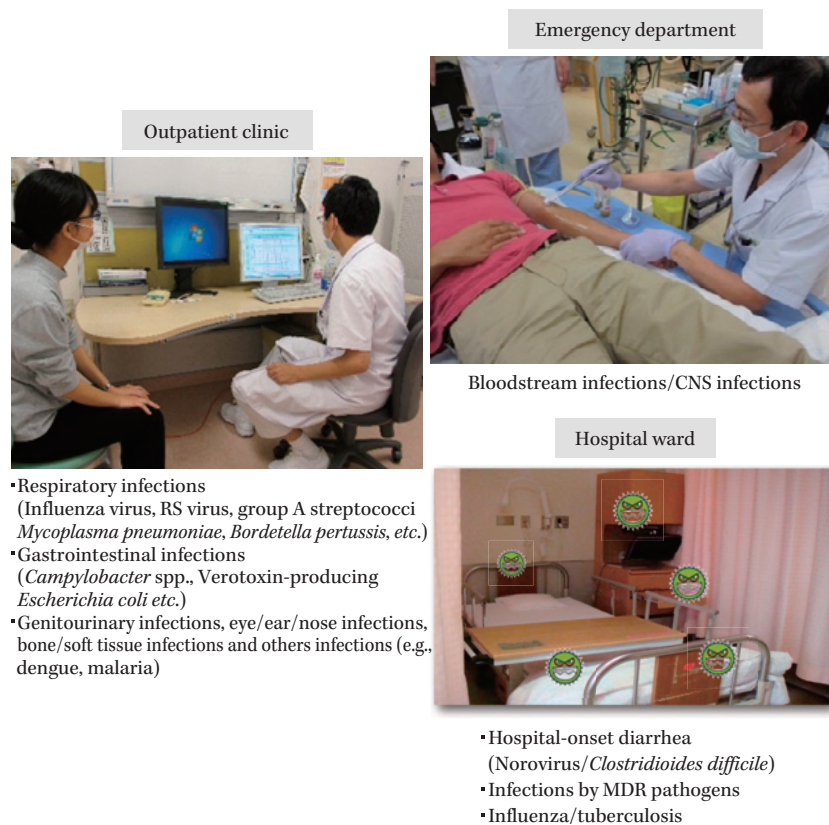 Emergency department
Outpatient clinic
Bloodstream infections/CNS infections
Hospital ward
▪Respiratory infections
(Influenza virus, RS virus, group A streptococci
Mycoplasma pneumoniae, Bordetella pertussis, etc.)
▪Gastrointestinal infections
(Campylobacter spp., Verotoxin-producing
Escherichia coli etc.)
▪Genitourinary infections, eye/ear/nose infections,
bone/soft tissue infections and others infections (e.g.,
dengue, malaria)
▪Hospital-onset diarrhea
(Norovirus/Clostridioides difficile)
▪Infections by MDR pathogens
▪Influenza/tuberculosis